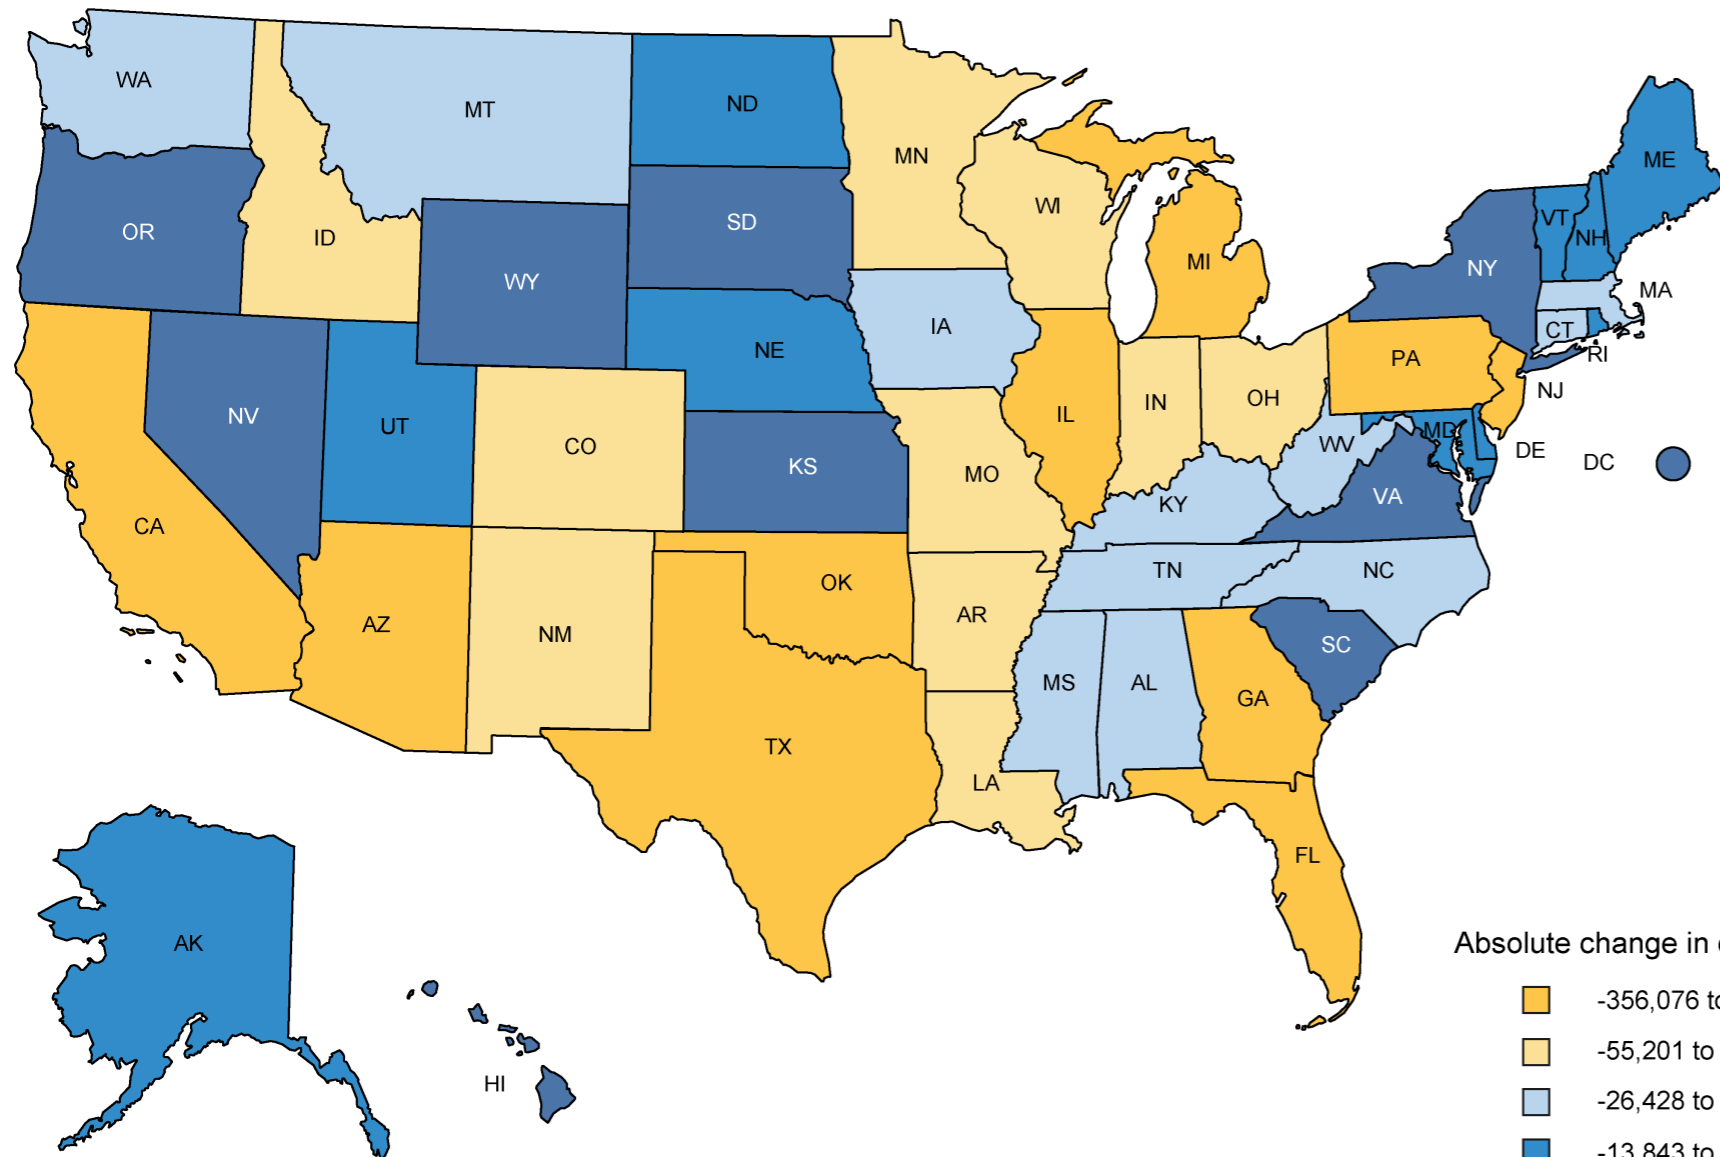 WA
MT
ND
MN
ME
OR
ID
SD
WI
VT
NH
WY
MI
NY
MA
IA
CT
RI
NE
PA
NJ
NV
UT
CO
IL
IN
OH
MD
DE
DC
KS
MO
WV
KY
VA
CA
AZ
NM
OK
AR
TN
NC
SC
MS
AL
GA
TX
LA
FL
AK
HI
Absolute change in
-356,076 to
-55,201 to
-26,428 to
-13,843 to